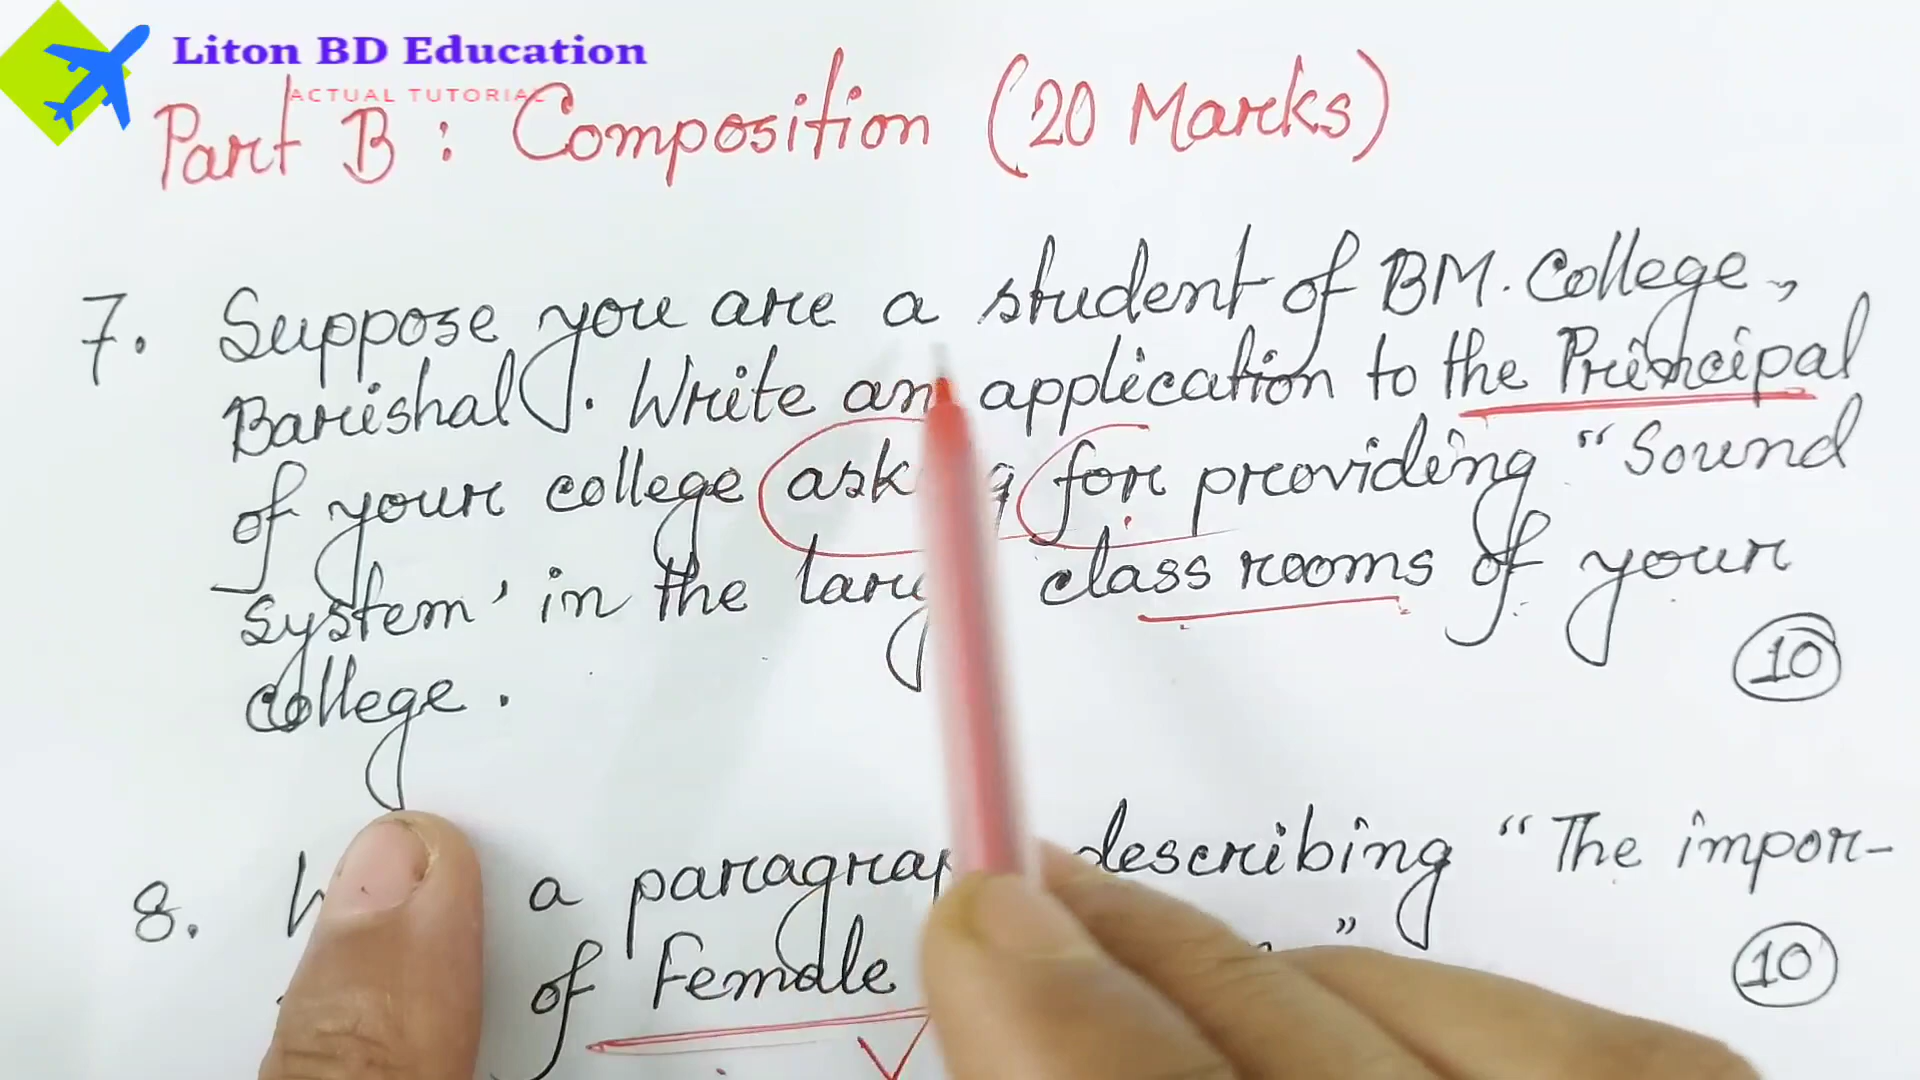 Liton BD Education
ACTUAL TUTORIAL
Part B : Composition (20 Marks)
7. Suppose you are a student of BM. College,
Barishal. Write an application to the Principal
of your college for providing "Sound
System' in the class rooms of your
college. 10
8. a describing "The impor-
of Female " 10